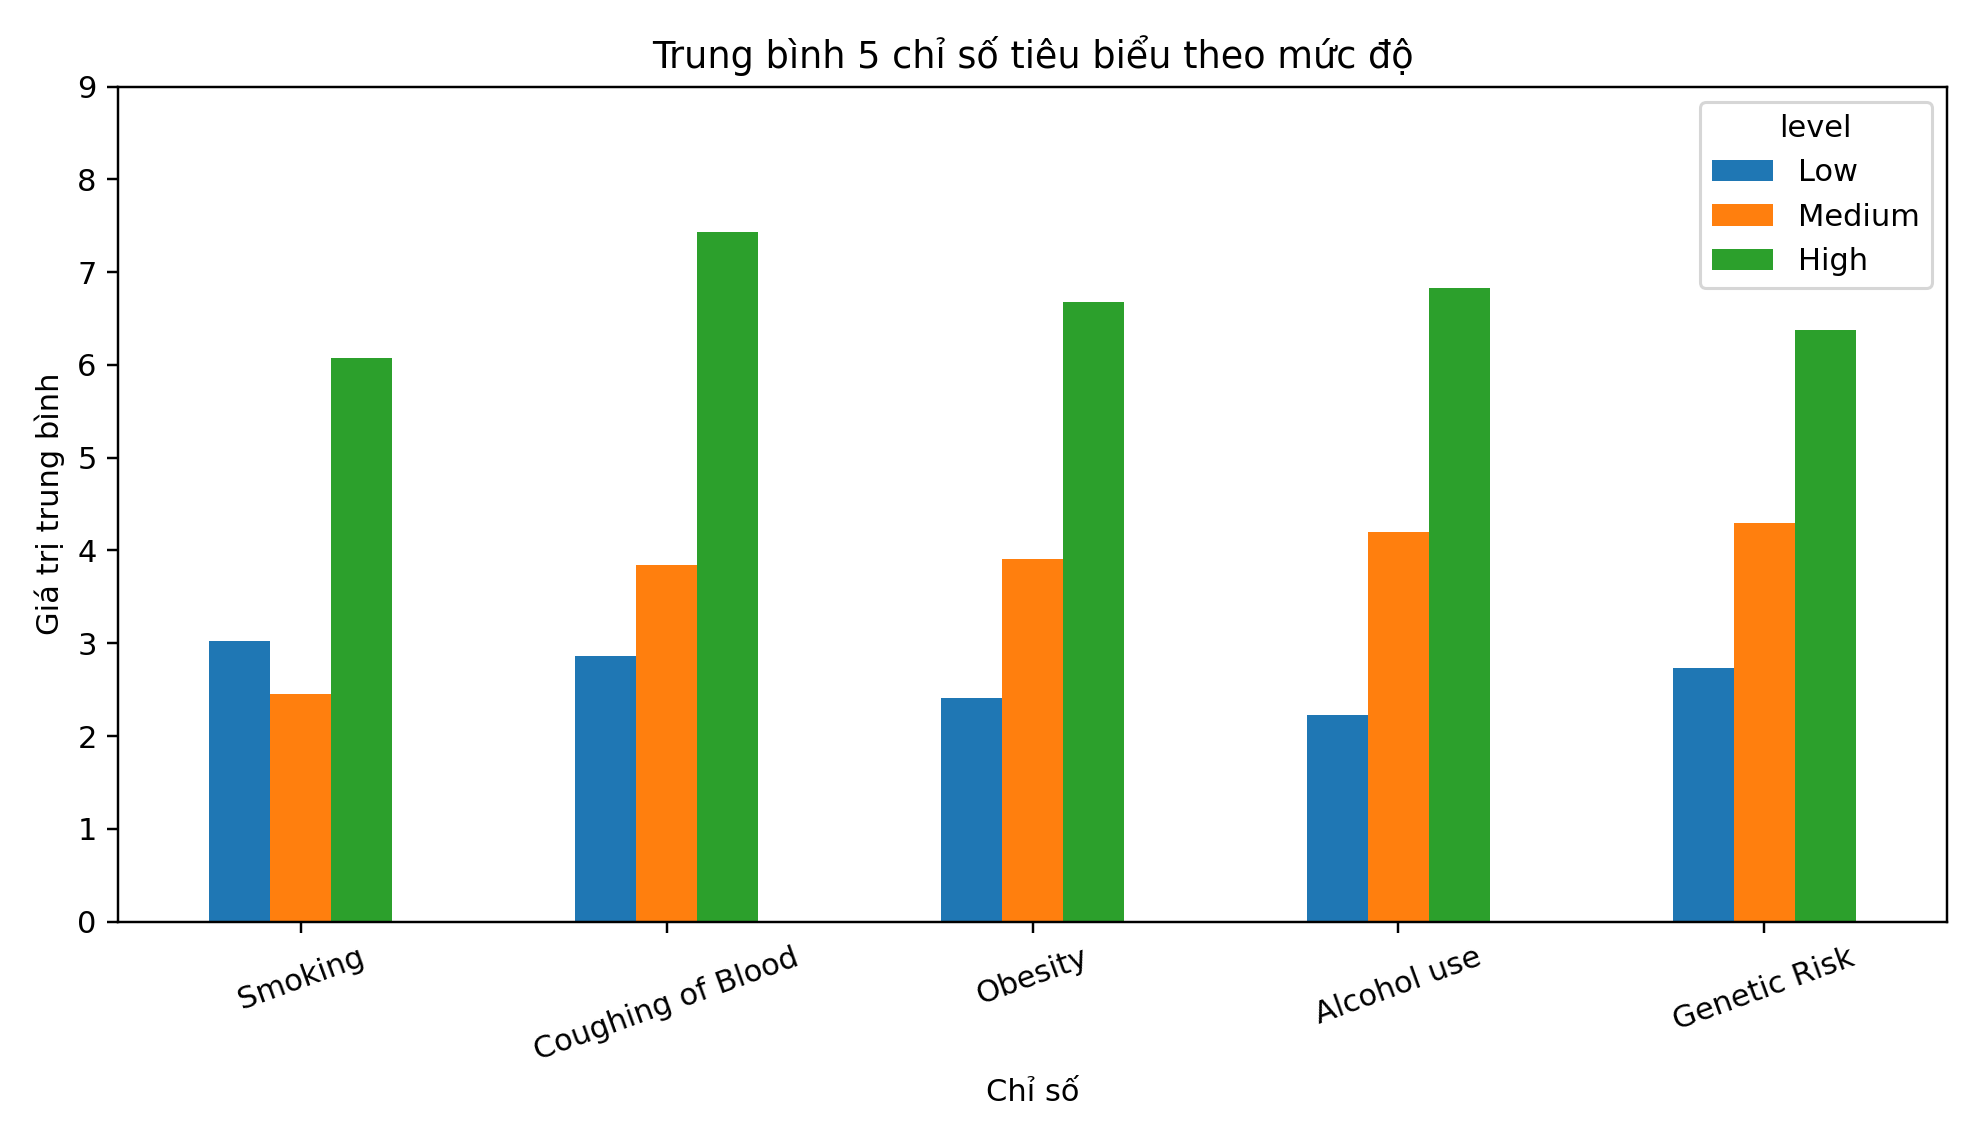 Trung bình 5 chỉ số tiêu biểu theo mức độ
level
Low
Medium
High
Giá trị trung bình
9
8
7
6
5
4
3
2
1
0
Smoking
Coughing of Blood
Obesity
Alcohol use
Genetic Risk
Chỉ số